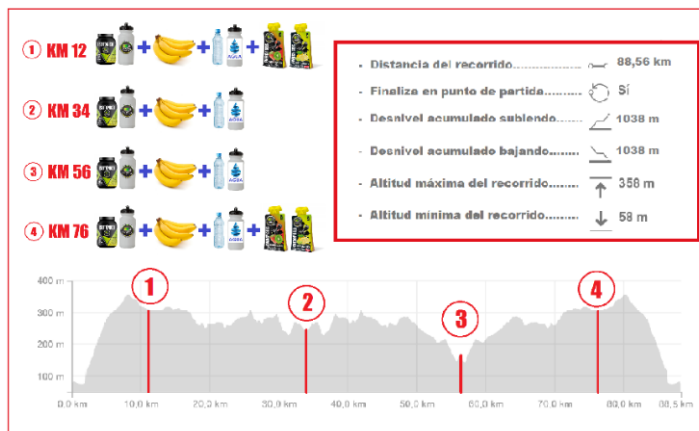 1 KM 12
AGUA
2 KM 34
AGUA
3 KM 56
AGUA
4 KM 76
AGUA
- Distancia del recorrido 88,56 km
- Finaliza en punto de partida Sí
- Desnivel acumulado subiendo 1038 m
- Desnivel acumulado bajando 1038 m
- Altitud máxima del recorrido 358 m
- Altitud mínima del recorrido 58 m
400 m
300 m
200 m
100 m
1 2 3 4
0,0 km 10,0 km 20,0 km 30,0 km 40,0 km 50,0 km 60,0 km 70,0 km 80,0 km 88,5 km